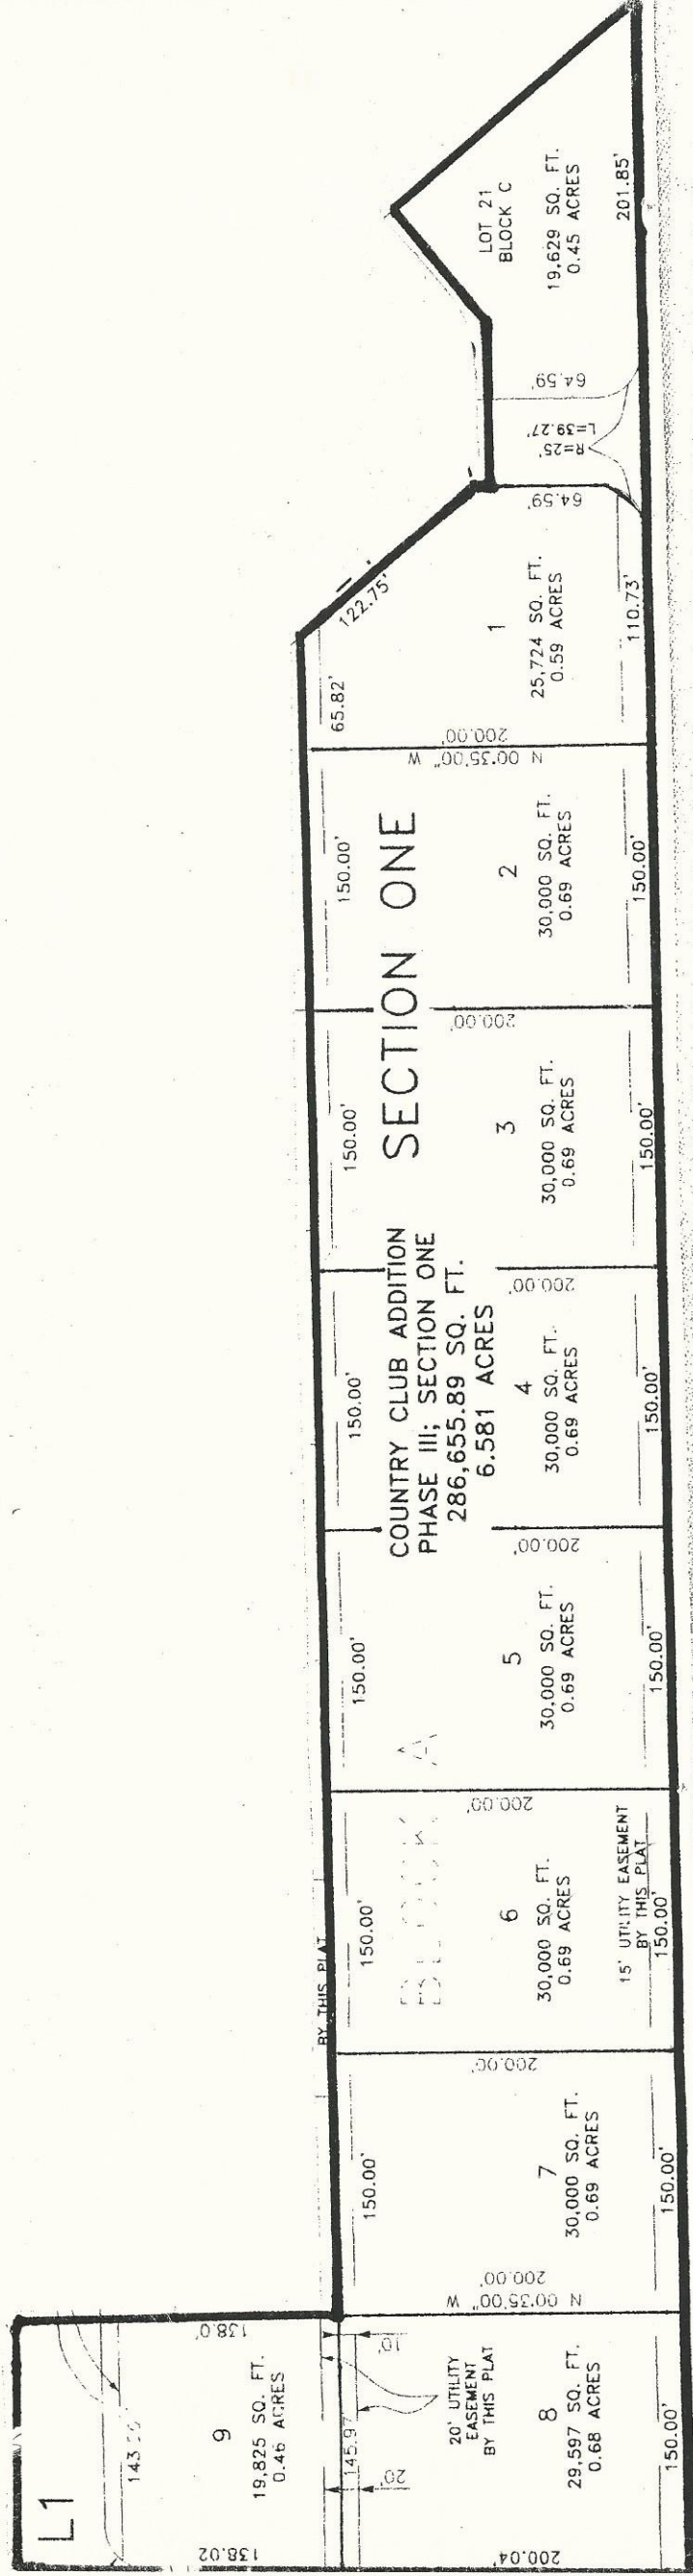 L1
143
9
19,825 SQ. FT.
0.46 ACRES
138.02
138.0'
145.97
20'
10'
20' UTILITY
EASEMENT
BY THIS PLAT
8
29,597 SQ. FT.
0.68 ACRES
200.04'
150.00'
N 00°35'00" W
200.00'
150.00'
7
30,000 SQ. FT.
0.69 ACRES
150.00'
200.00'
BY THIS PLAT
150.00'
BLOCK A
6
30,000 SQ. FT.
0.69 ACRES
15' UTILITY EASEMENT
BY THIS PLAT
150.00'
200.00'
150.00'
5
30,000 SQ. FT.
0.69 ACRES
150.00'
200.00'
COUNTRY CLUB ADDITION
PHASE III; SECTION ONE
286,655.89 SQ. FT.
6.581 ACRES
150.00'
4
30,000 SQ. FT.
0.69 ACRES
150.00'
200.00'
SECTION ONE
150.00'
3
30,000 SQ. FT.
0.69 ACRES
150.00'
200.00'
150.00'
2
30,000 SQ. FT.
0.69 ACRES
150.00'
N 00°35'00" W
200.00'
65.82'
122.75'
1
25,724 SQ. FT.
0.59 ACRES
110.73'
64.59'
R=25'
L=39.27'
64.59'
LOT 21
BLOCK C
19,629 SQ. FT.
0.45 ACRES
201.85'